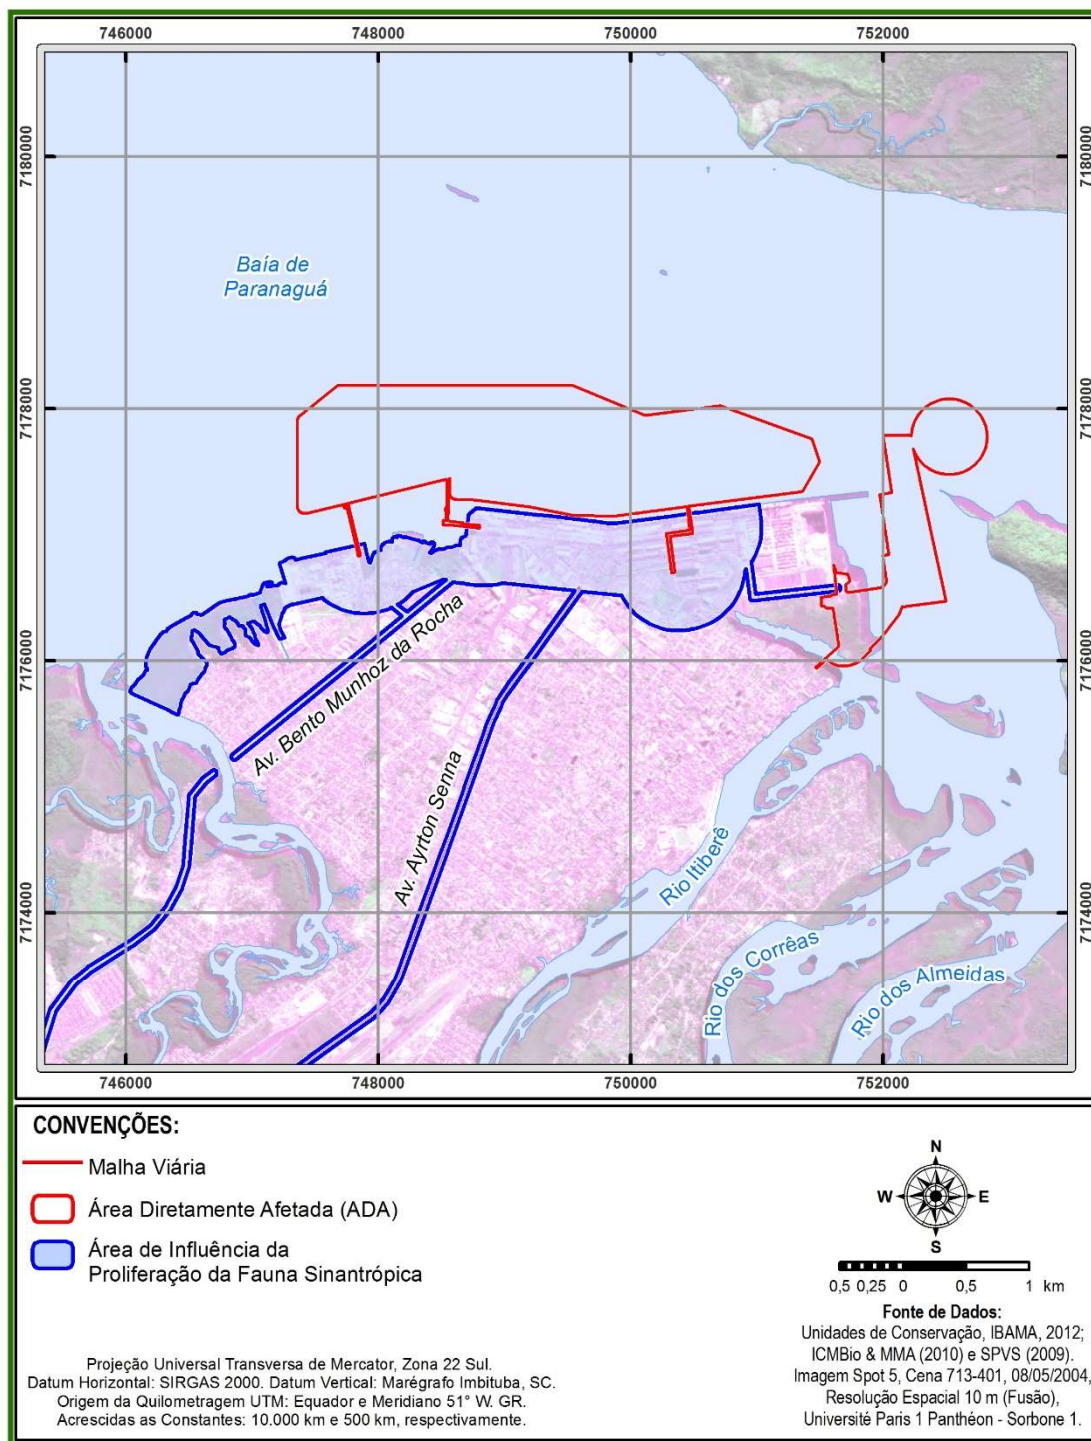 746000 748000 750000 752000
7180000 7180000
Baía de
Paranaguá
7178000 7178000
7176000 7176000
Av. Bento Munhoz da Rocha
Av. Ayrton Senna
Rio Itiberê
7174000 7174000
Rio dos Corrêas
Rio dos Almeidas
746000 748000 750000 752000
CONVENÇÕES:
Malha Viária
Área Diretamente Afetada (ADA)
Área de Influência da
Proliferação da Fauna Sinantrópica
N
W E
S
0,5 0,25 0 0,5 1 km
Fonte de Dados:
Unidades de Conservação, IBAMA, 2012;
ICMBio & MMA (2010) e SPVS (2009).
Imagem Spot 5, Cena 713-401, 08/05/2004,
Resolução Espacial 10 m (Fusão),
Université Paris 1 Panthéon - Sorbone 1.
Projeção Universal Transversa de Mercator, Zona 22 Sul.
Datum Horizontal: SIRGAS 2000. Datum Vertical: Marégrafo Imbituba, SC.
Origem da Quilometragem UTM: Equador e Meridiano 51° W. GR.
Acrescidas as Constantes: 10.000 km e 500 km, respectivamente.